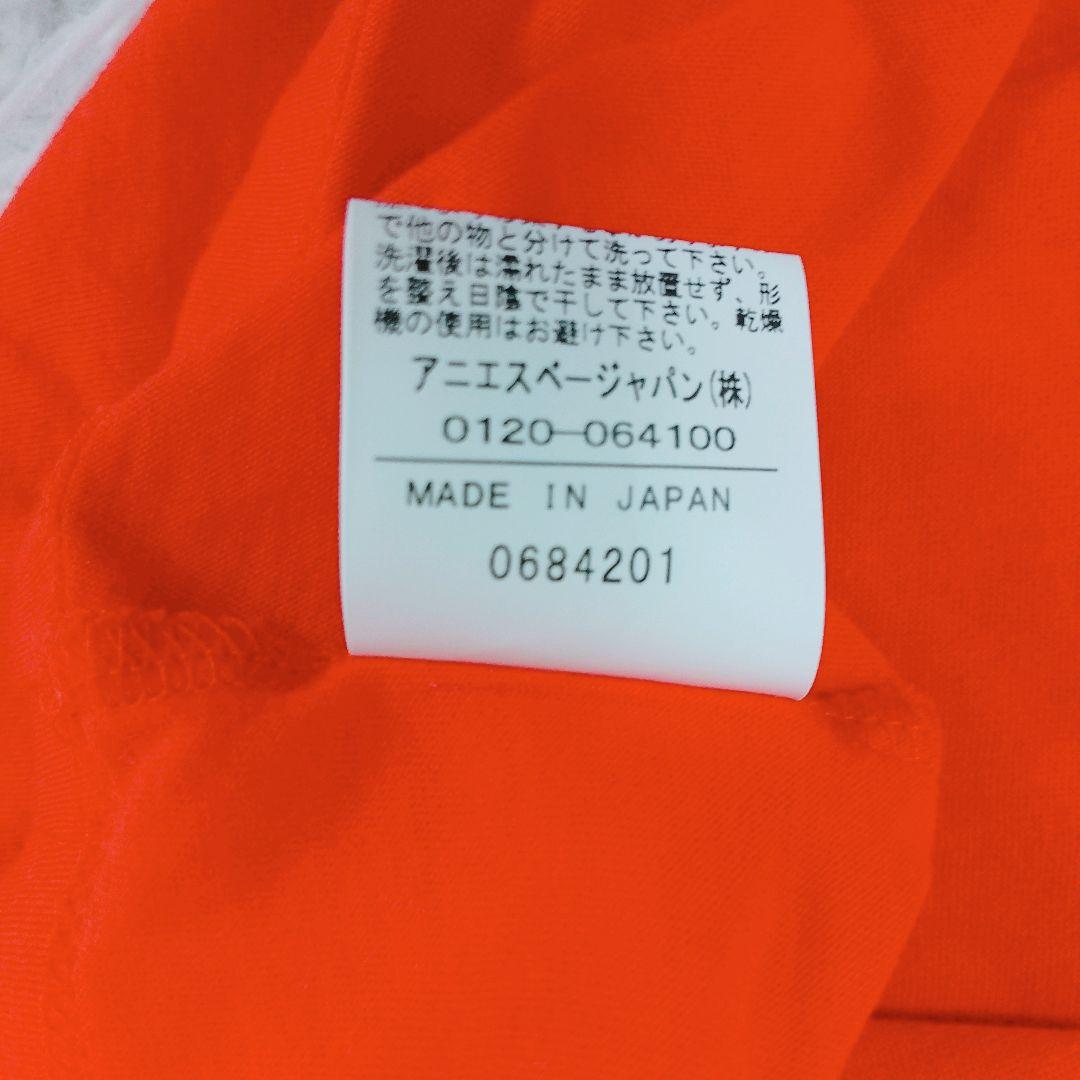 で他の物と分けて洗って下さい。
洗濯後は濡れたまま放置せず、形
を整え日陰で干して下さい。乾燥
機の使用はお避け下さい。
アニエスベージャパン(株)
0120-064100
MADE IN JAPAN
0684201